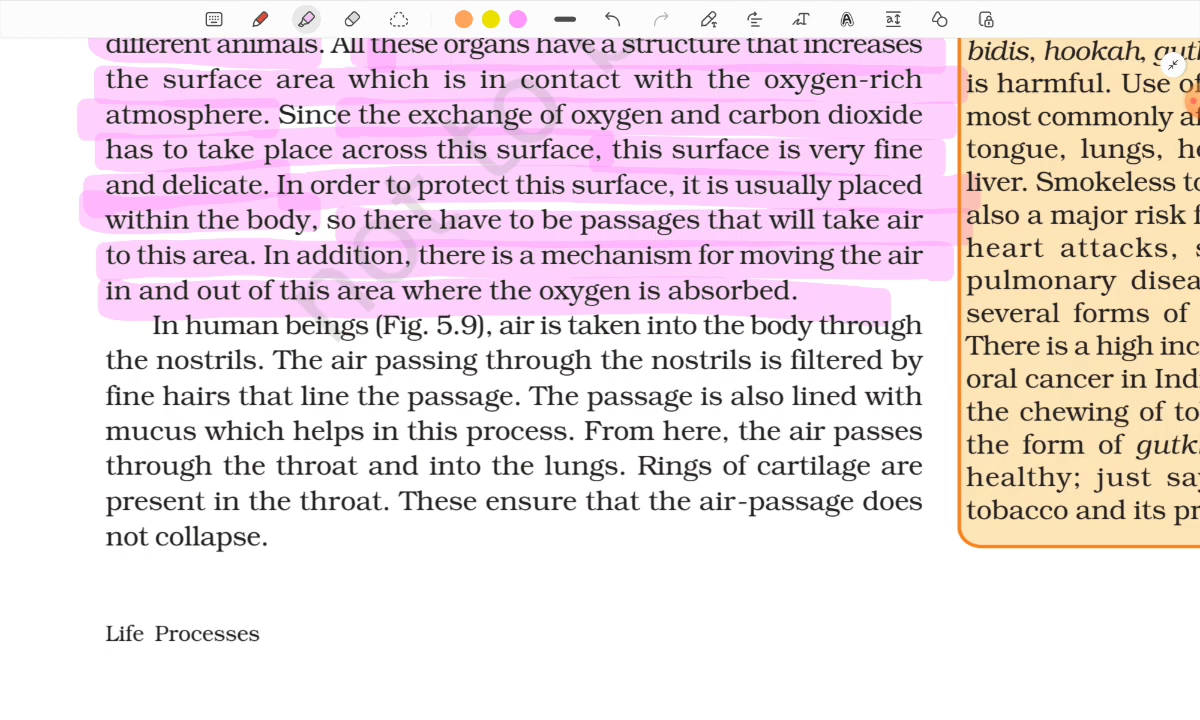 different animals. All these organs have a structure that increases
the surface area which is in contact with the oxygen-rich
atmosphere. Since the exchange of oxygen and carbon dioxide
has to take place across this surface, this surface is very fine
and delicate. In order to protect this surface, it is usually placed
within the body, so there have to be passages that will take air
to this area. In addition, there is a mechanism for moving the air
in and out of this area where the oxygen is absorbed.
In human beings (Fig. 5.9), air is taken into the body through
the nostrils. The air passing through the nostrils is filtered by
fine hairs that line the passage. The passage is also lined with
mucus which helps in this process. From here, the air passes
through the throat and into the lungs. Rings of cartilage are
present in the throat. These ensure that the air-passage does
not collapse.
Life Processes
bidis, hookah,
is harmful. Use of
most commonly
tongue, lungs,
liver. Smokeless
also a major risk
heart attacks,
pulmonary
several forms of
There is a high
oral cancer in
the chewing of
the form of
healthy; just
tobacco and its
not to